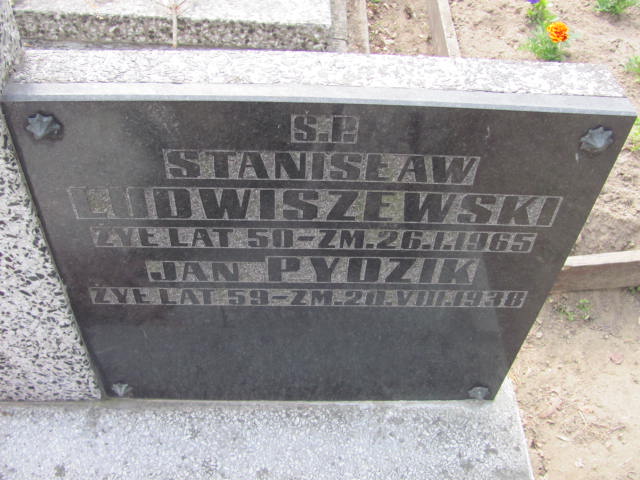 Ś.P.
STANISŁAW
LUDWISZEWSKI
ŻYŁ LAT 50-ZM.26.I.1965
JAN PYDZIK
ŻYŁ LAT 59-ZM.20.VIII.1938